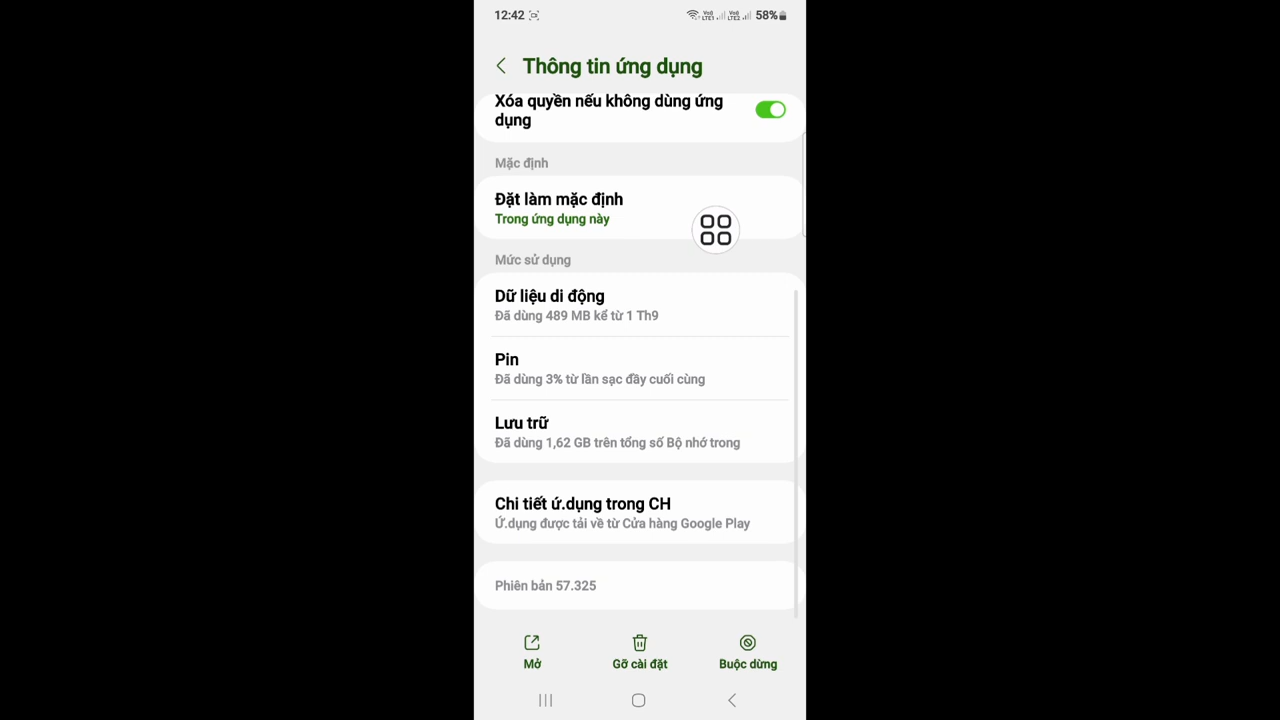 12:42
58%
Thông tin ứng dụng
Xóa quyền nếu không dùng ứng
dụng
Mặc định
Đặt làm mặc định
Trong ứng dụng này
Mức sử dụng
Dữ liệu di động
Đã dùng 489 MB kể từ 1 Th9
Pin
Đã dùng 3% từ lần sạc đầy cuối cùng
Lưu trữ
Đã dùng 1,62 GB trên tổng số Bộ nhớ trong
Chi tiết ứ.dụng trong CH
Ứ.dụng được tải về từ Cửa hàng Google Play
Phiên bản 57.325
Mở
Gỡ cài đặt
Buộc dừng